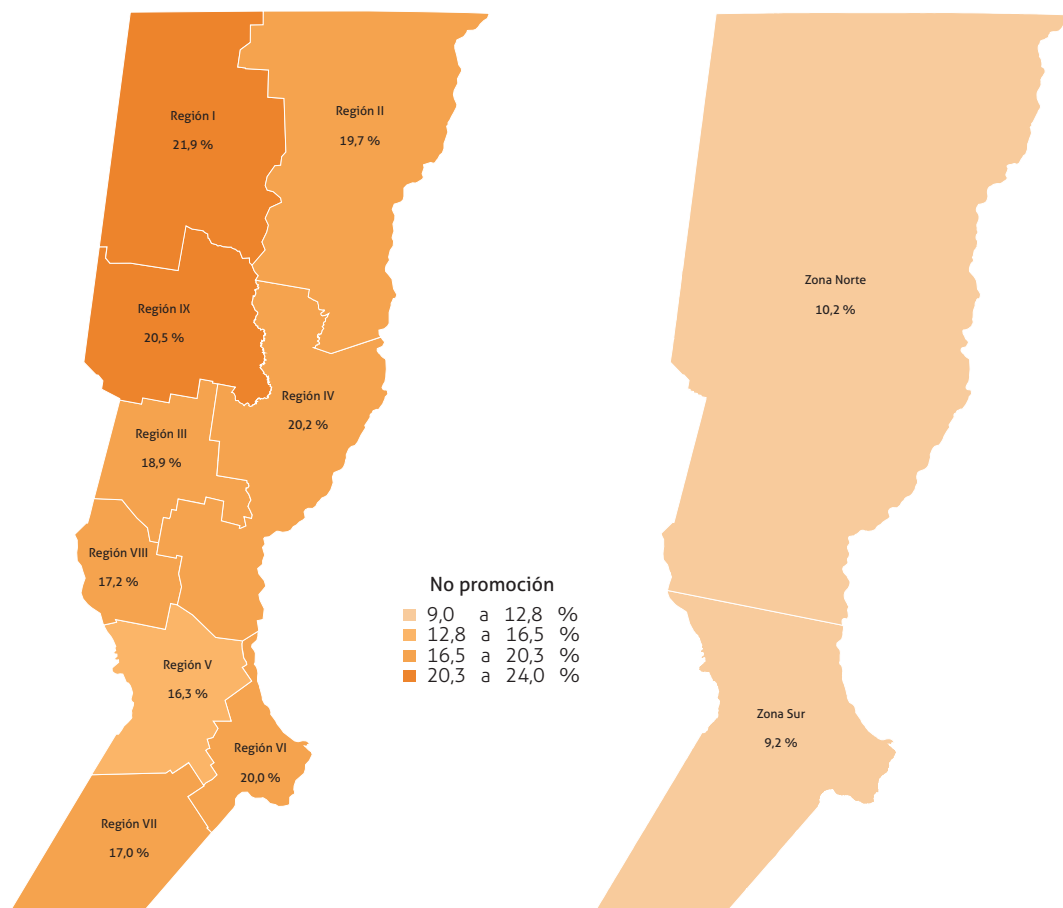 Región I
21,9 %
Región II
19,7 %
Región IX
20,5 %
Región IV
20,2 %
Región III
18,9 %
Región VIII
17,2 %
Región V
16,3 %
Región VI
20,0 %
Región VII
17,0 %
No promoción
9,0 a 12,8 %
12,8 a 16,5 %
16,5 a 20,3 %
20,3 a 24,0 %
Zona Norte
10,2 %
Zona Sur
9,2 %